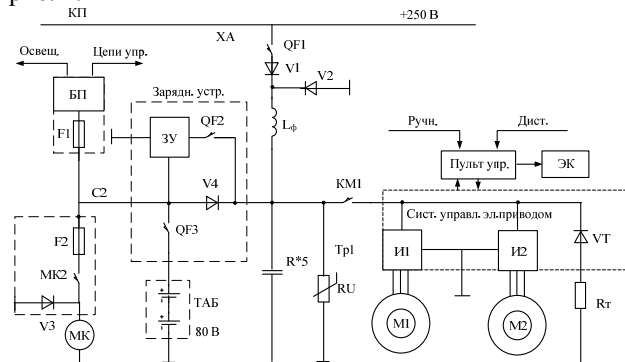 КП
ХА
+250 В
QF1
Освещ.
Цепи упр.
V1
V2
БП
Зарядн. устр.
QF2
Lф
Ручн.
Дист.
F1
ЗУ
Пульт упр.
ЭК
С2
V4
КМ1
Сист. управл. эл.приводом
QF3
F2
И1
И2
VT
МК2
R*5
Тр1
RU
Rт
ТАБ
V3
80 В
МК
М1
М2